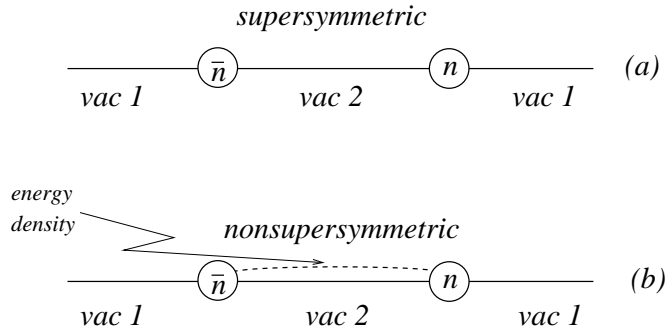 supersymmetric
n̅ n (a)
vac 1 vac 2 vac 1
energy
density
nonsupersymmetric
n̅ n (b)
vac 1 vac 2 vac 1